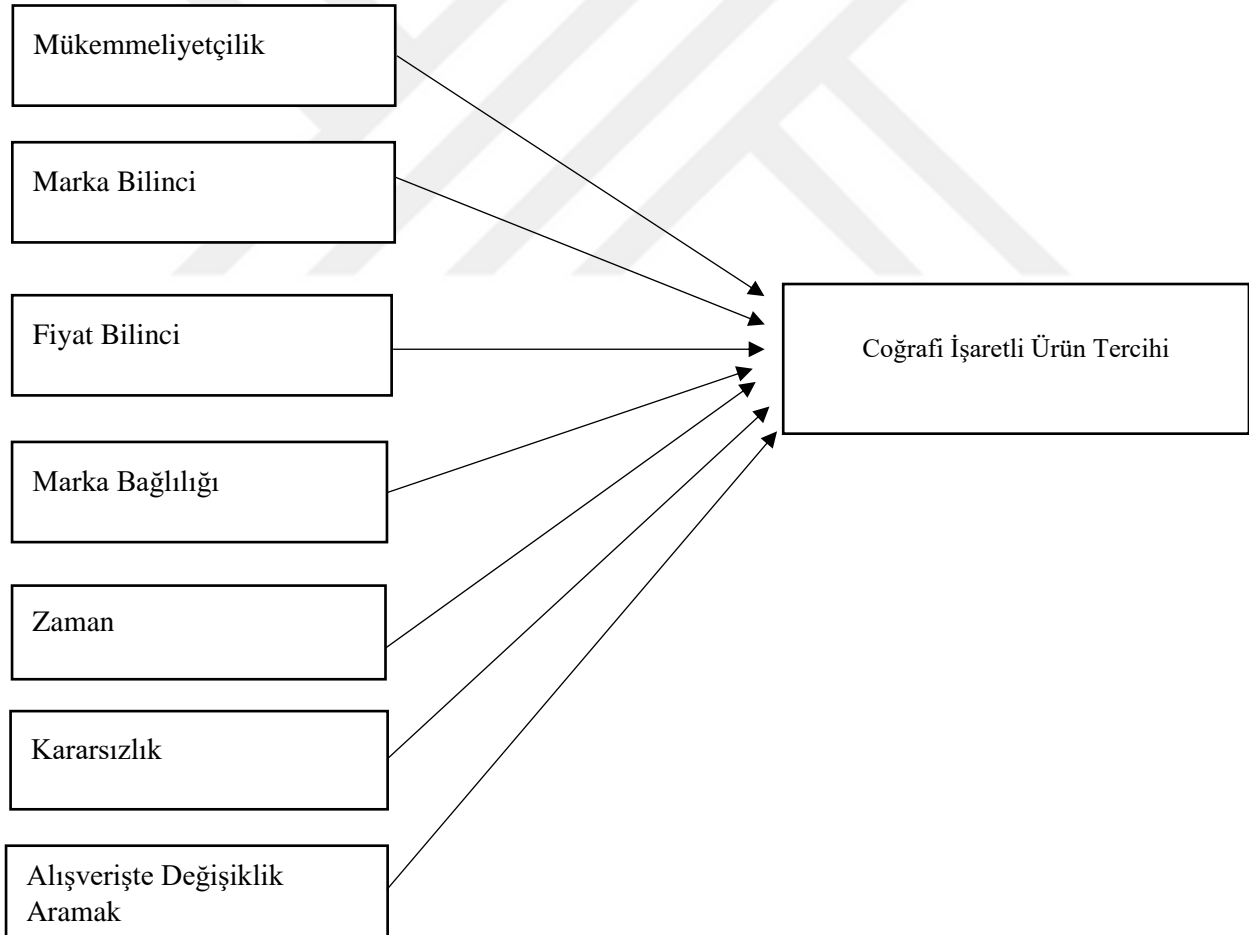 Mükemmeliyetçilik
Marka Bilinci
Fiyat Bilinci
Coğrafi İşaretli Ürün Tercihi
Marka Bağlılığı
Zaman
Kararsızlık
Alışverişte Değişiklik
Aramak